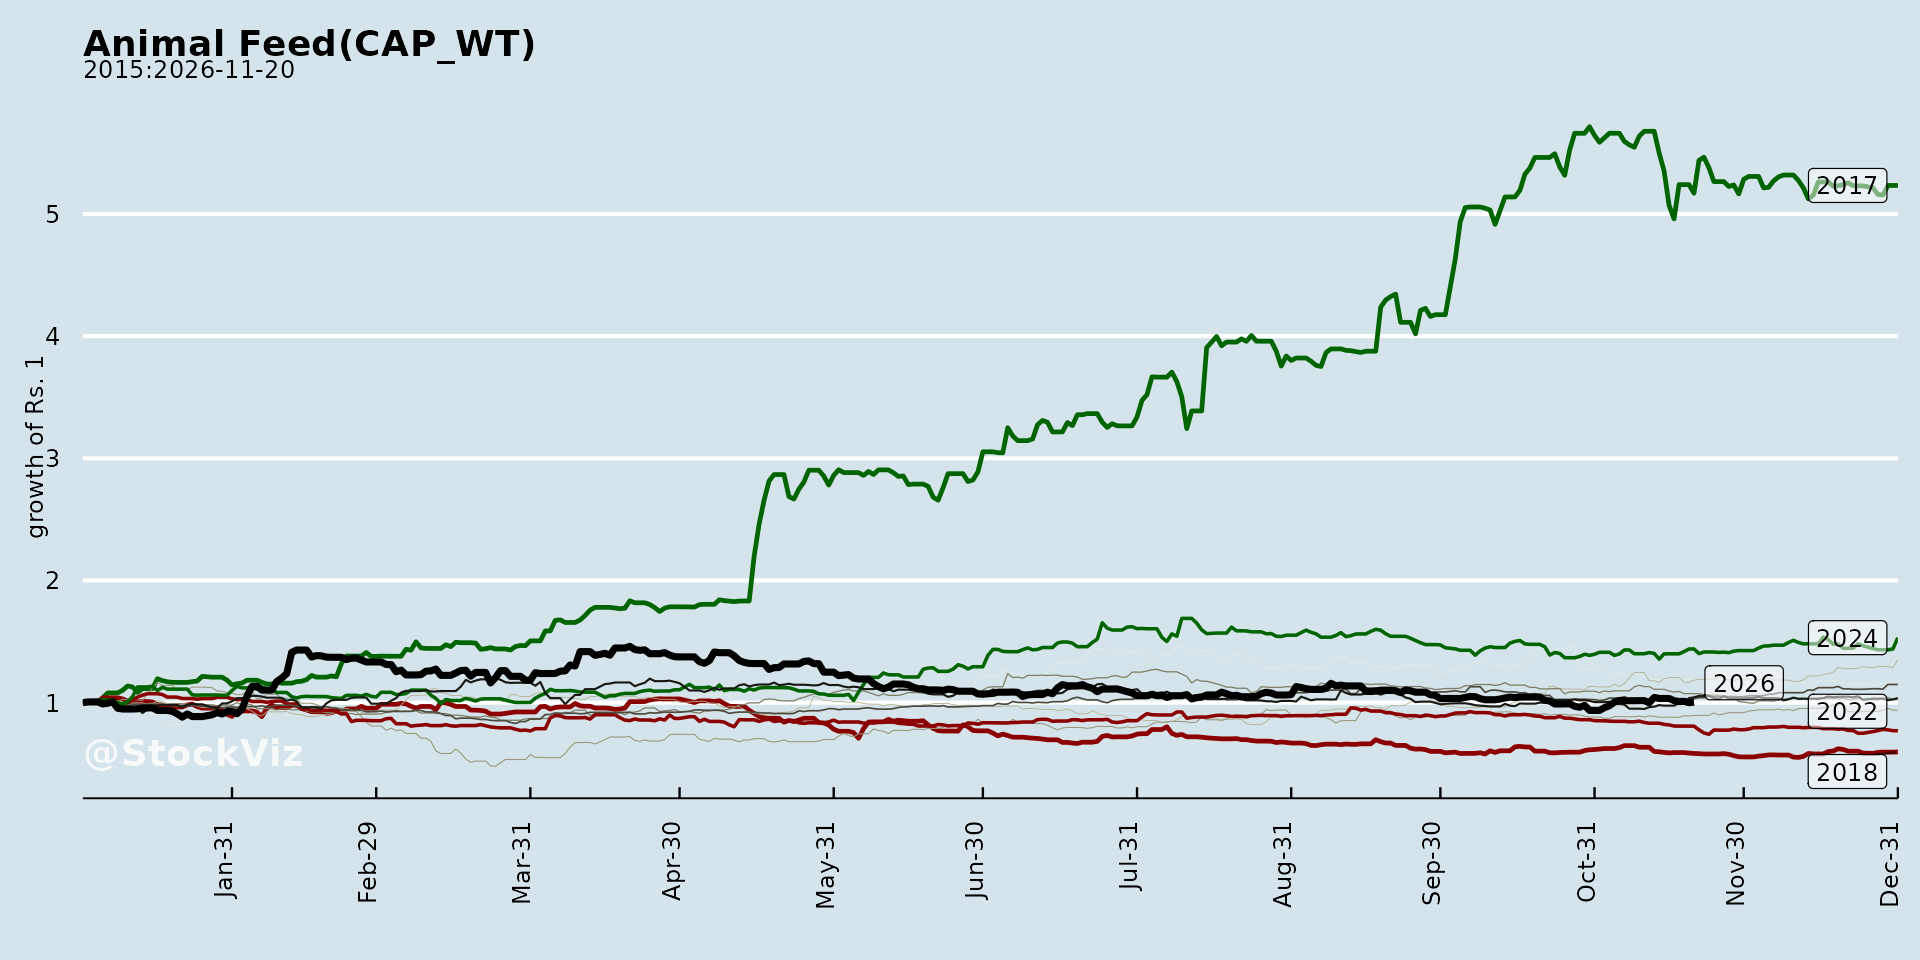 Animal Feed(CAP_WT)
2015:2026-11-20
growth of Rs. 1
5
4
3
2
1
2017
2024
2026
2022
2018
@StockViz
Jan-31
Feb-29
Mar-31
Apr-30
May-31
Jun-30
Jul-31
Aug-31
Sep-30
Oct-31
Nov-30
Dec-31